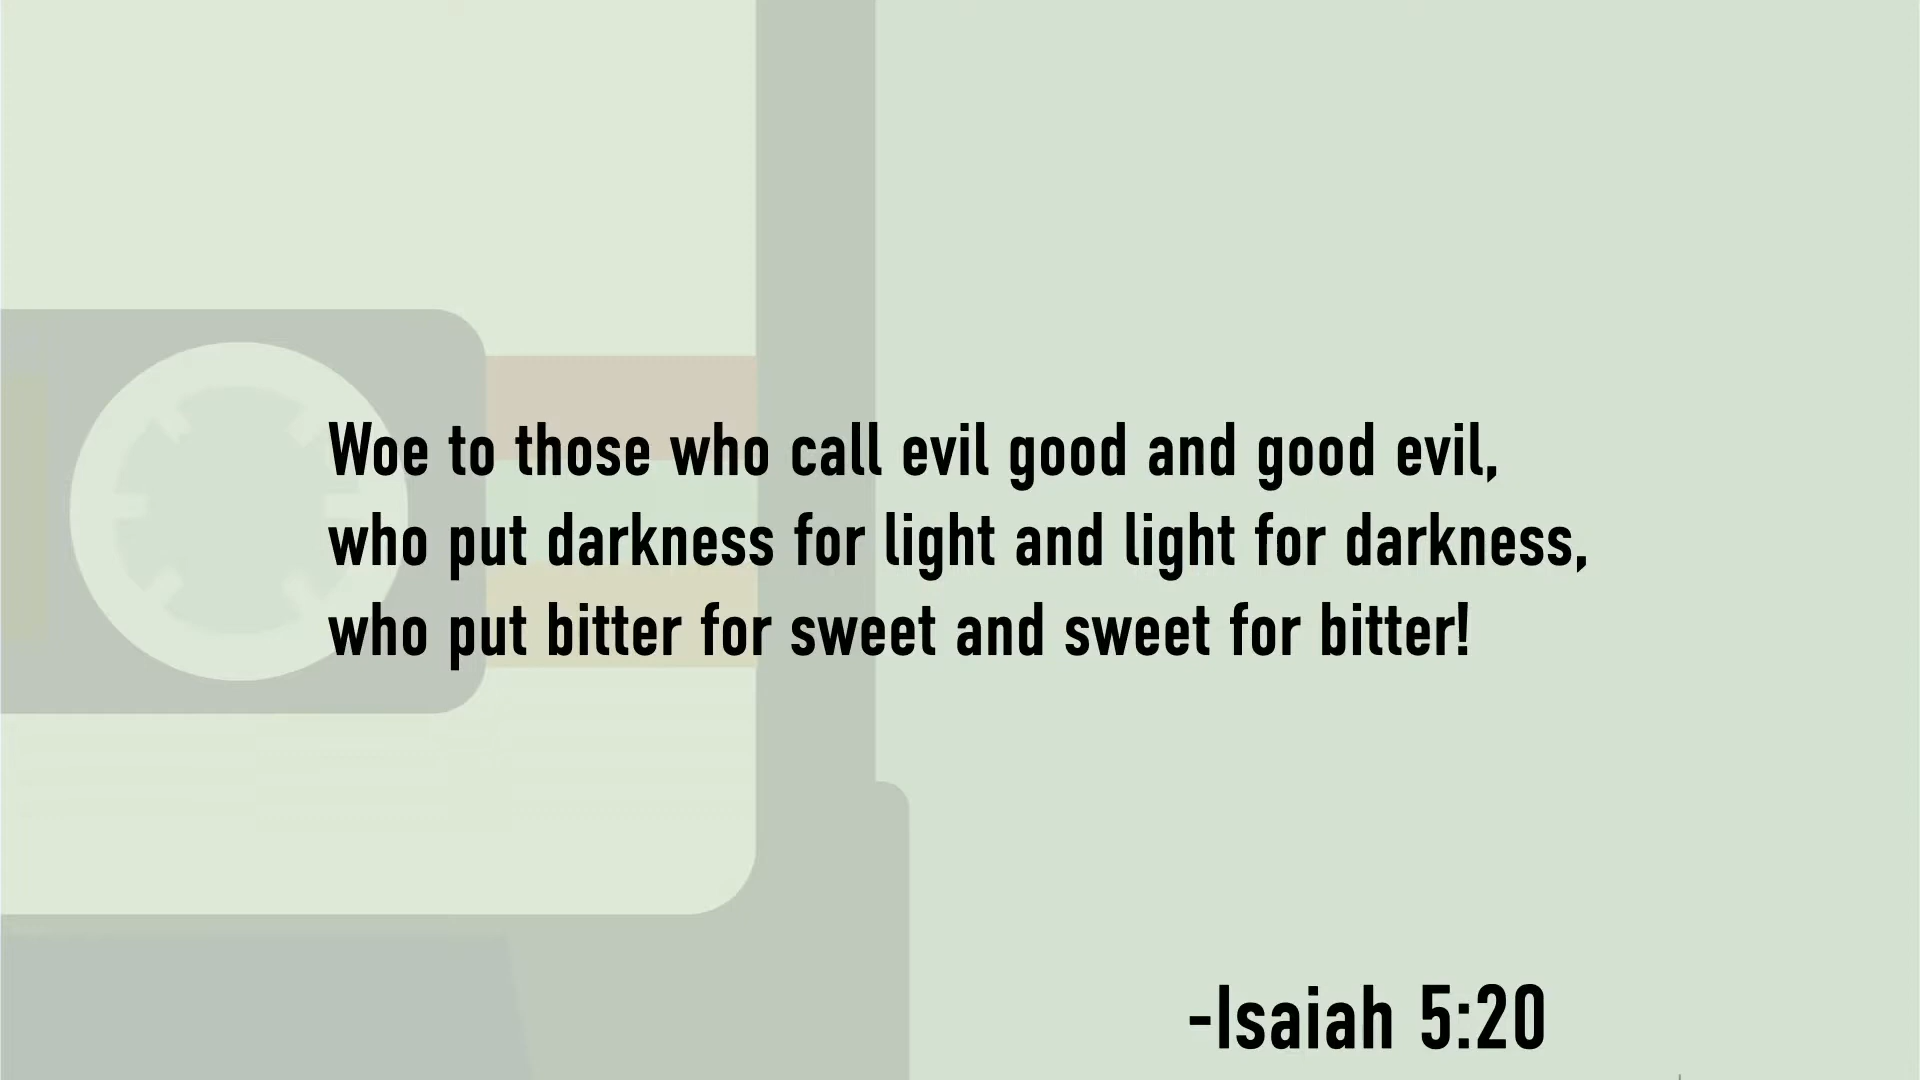 Woe to those who call evil good and good evil,
who put darkness for light and light for darkness,
who put bitter for sweet and sweet for bitter!
-Isaiah 5:20